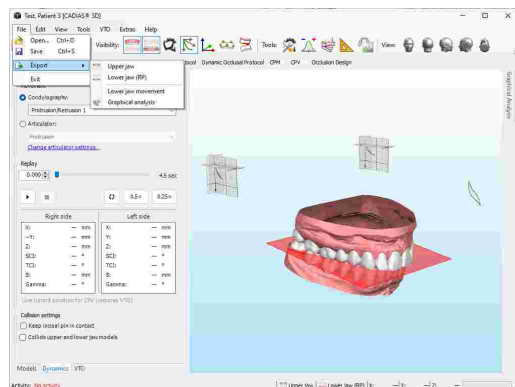 Test, Patient 3 [CADIAS® 3D]
File Edit View Tools VTO Extras Help
Open... Ctrl+O
Save Ctrl+S
Export
Exit
Upper jaw
Lower jaw (RP)
Lower jaw movement
Graphical analysis
Visibility:
Tools:
View:
Dynamic Occlusal Protocol CPM CPV Occlusion Design
Condylography:
Protrusion/Retrusion 1
Articulator:
Protrusion
Change articulator settings...
Replay
0.000
4.6 sec
0.5× 0.25×
Right side Left side
X: — mm X: — mm
-Y: — mm Y: — mm
Z: — mm Z: — mm
SCI: — ° SCI: — °
TCI: — ° TCI: — °
S: — mm S: — mm
Gamma: — ° Gamma: — °
Use current position for CPV (requires VTO)
Collision settings
Keep incisal pin in contact
Collide upper and lower jaw models
Models Dynamics VTO
Graphical Analysis
Activity: No activity
Upper Jaw Lower Jaw (RP) X: — Y: — Z: —